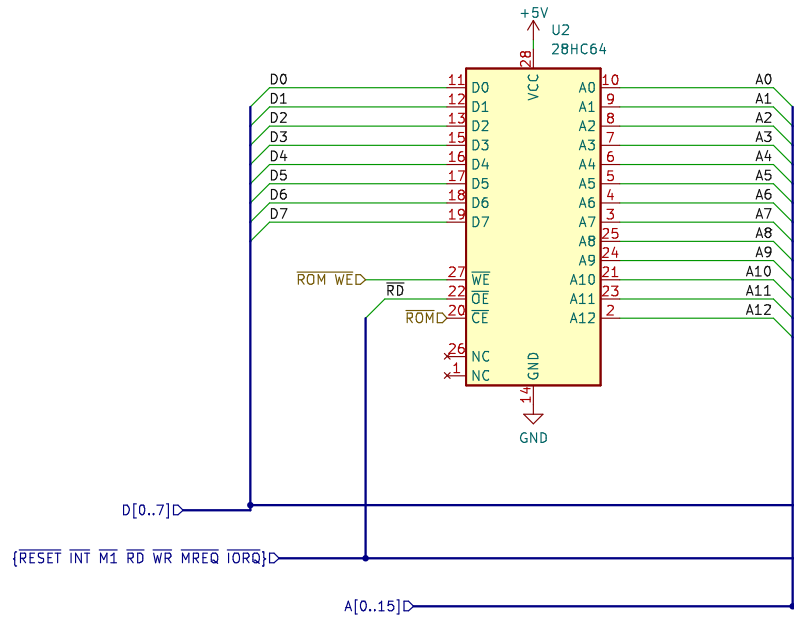 +5V
U2
28HC64
28
VCC
D0 11 D0 A0 10 A0
D1 12 D1 A1 9 A1
D2 13 D2 A2 8 A2
D3 15 D3 A3 7 A3
D4 16 D4 A4 6 A4
D5 17 D5 A5 5 A5
D6 18 D6 A6 4 A6
D7 19 D7 A7 3 A7
A8 25 A8
A9 24 A9
ROM WE 27 WE A10 21 A10
RD 22 OE A11 23 A11
ROM 20 CE A12 2 A12
26 NC
1 NC
GND
14
GND
D[0..7]
{RESET INT M1 RD WR MREQ IORQ}
A[0..15]